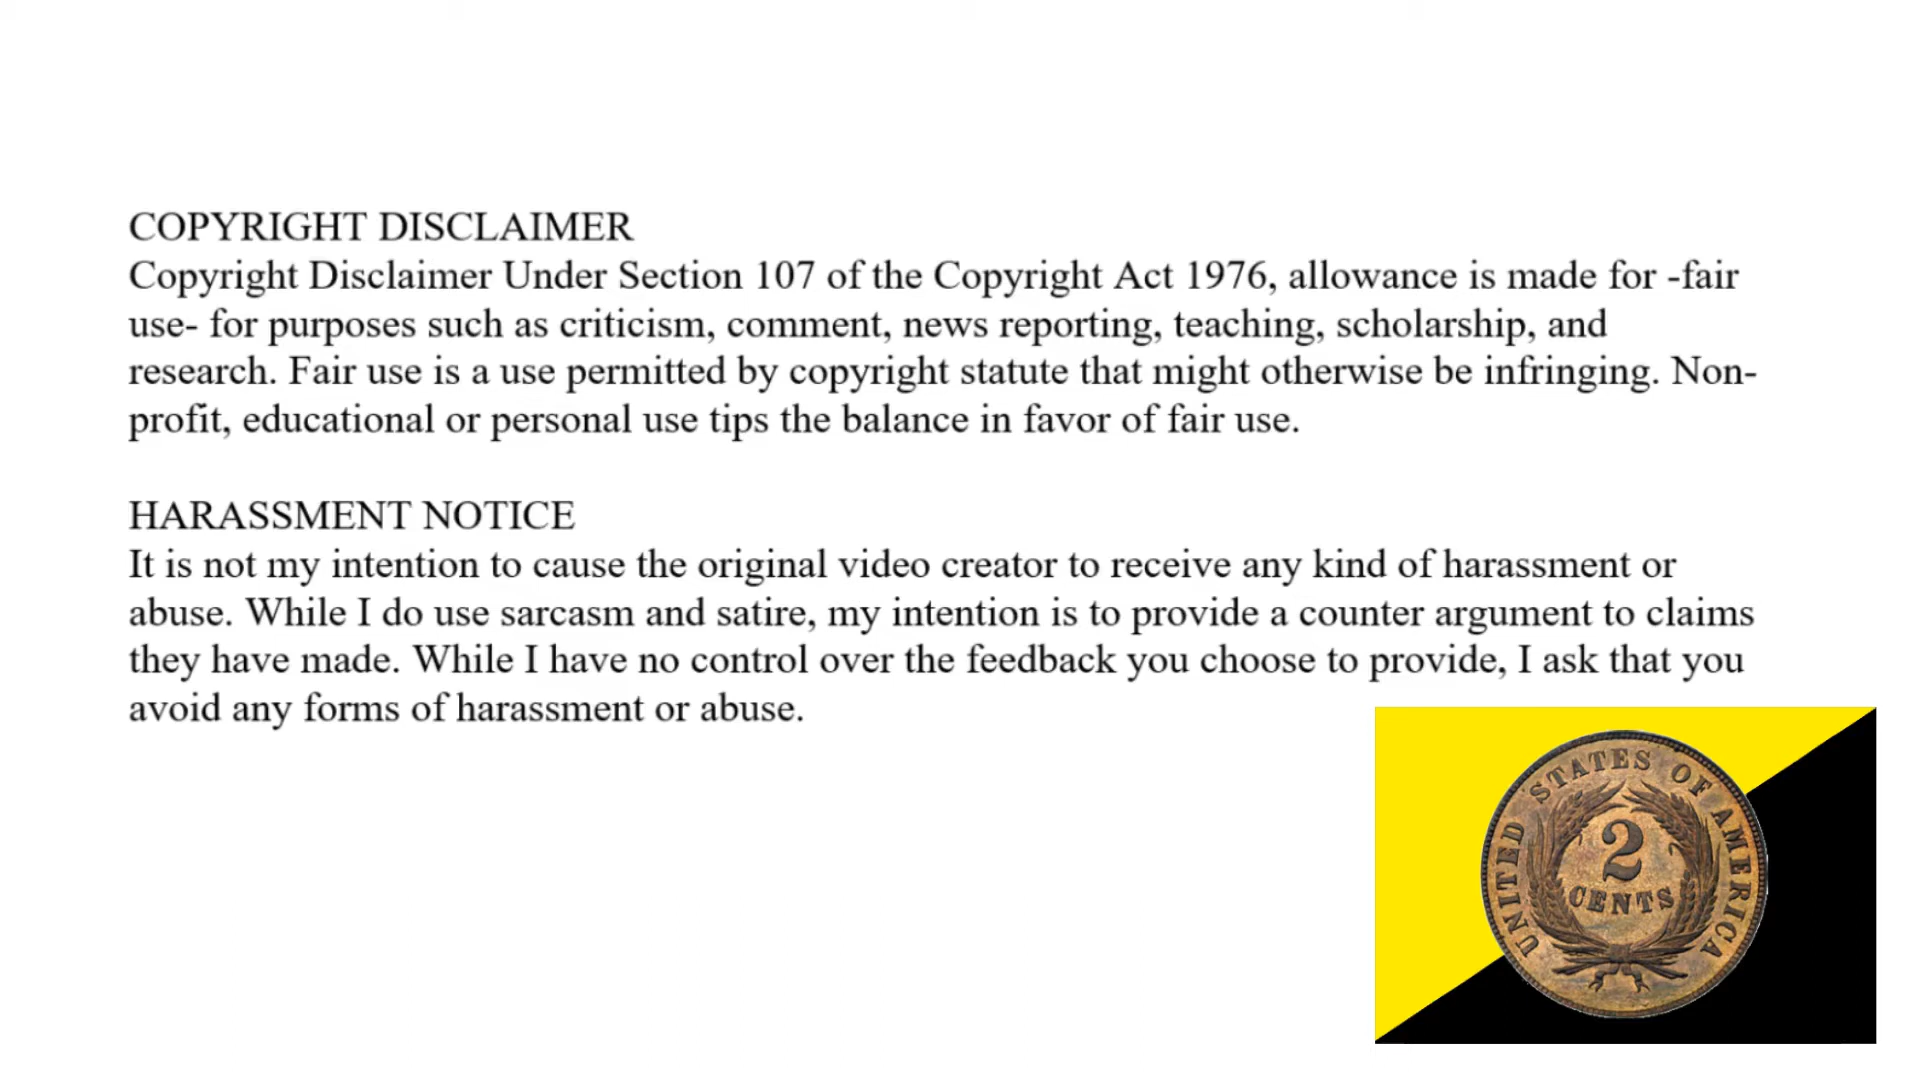 COPYRIGHT DISCLAIMER
Copyright Disclaimer Under Section 107 of the Copyright Act 1976, allowance is made for -fair
use- for purposes such as criticism, comment, news reporting, teaching, scholarship, and
research. Fair use is a use permitted by copyright statute that might otherwise be infringing. Non-
profit, educational or personal use tips the balance in favor of fair use.
HARASSMENT NOTICE
It is not my intention to cause the original video creator to receive any kind of harassment or
abuse. While I do use sarcasm and satire, my intention is to provide a counter argument to claims
they have made. While I have no control over the feedback you choose to provide, I ask that you
avoid any forms of harassment or abuse.
UNITED STATES OF AMERICA
2
CENTS